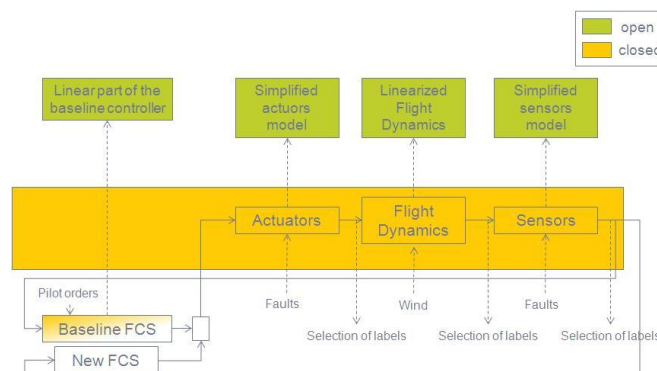 open
closed
Linear part of the
baseline controller
Simplified
actuors
model
Linearized
Flight
Dynamics
Simplified
sensors
model
Actuators
Flight
Dynamics
Sensors
Pilot orders
Faults
Wind
Faults
Baseline FCS
Selection of labels
Selection of labels
Selection of labels
New FCS